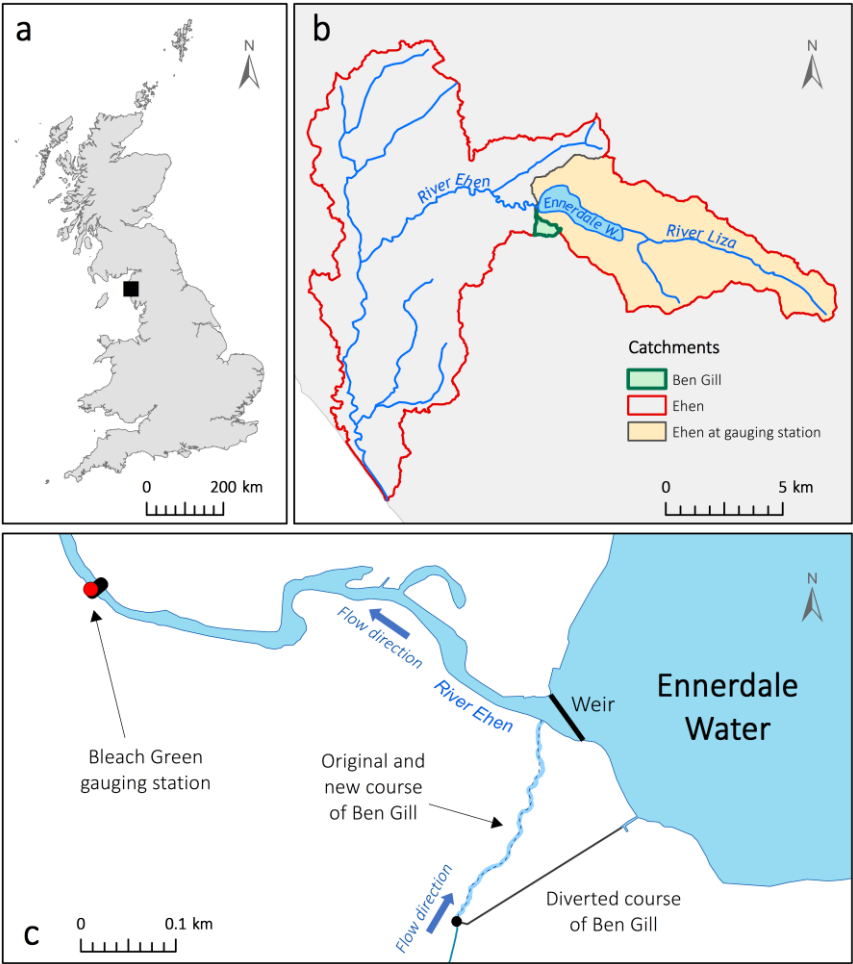 a
N
0 200 km
b
N
River Ehen
Ennerdale W.
River Liza
Catchments
Ben Gill
Ehen
Ehen at gauging station
0 5 km
N
Flow direction
River Ehen
Weir
Ennerdale
Water
Bleach Green
gauging station
Original and
new course
of Ben Gill
Flow direction
Diverted course
of Ben Gill
0 0.1 km
c